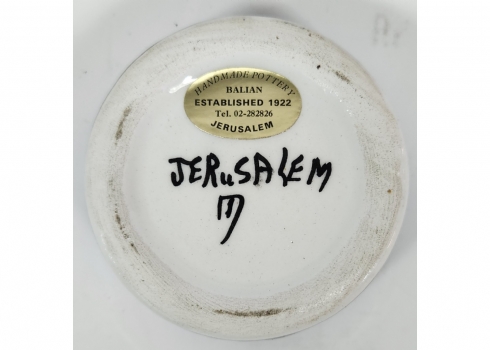 HANDMADE POTTERY
BALIAN
ESTABLISHED 1922
Tel. 02-282826
JERUSALEM
JERuSALEM